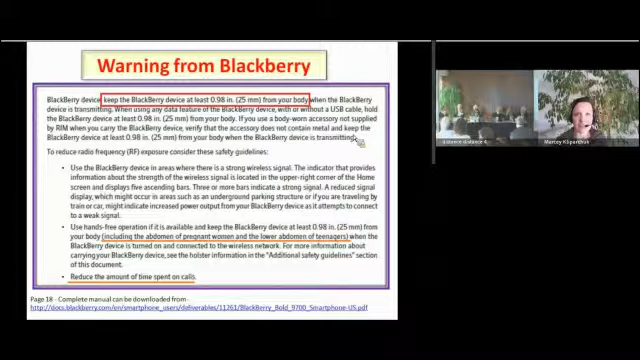 Warning from Blackberry
BlackBerry device keep the BlackBerry device at least 0.98 in. (25 mm) from your body when the BlackBerry
device is transmitting. When using any data feature of the BlackBerry device, with or without a USB cable, hold
the BlackBerry device at least 0.98 in. (25 mm) from your body. If you use a body-worn accessory not supplied
by RIM when you carry the BlackBerry device, verify that the accessory does not contain metal and keep the
BlackBerry device at least 0.98 in. (25 mm) from your body when the BlackBerry device is transmitting.
To reduce radio frequency (RF) exposure consider these safety guidelines:
• Use the BlackBerry device in areas where there is a strong wireless signal. The indicator that provides
information about the strength of the wireless signal is located in the upper-right corner of the Home
screen and displays five ascending bars. Three or more bars indicate a strong signal. A reduced signal
display, which might occur in areas such as an underground parking structure or if you are traveling by
train or car, might indicate increased power output from your BlackBerry device as it attempts to connect
to a weak signal.
• Use hands-free operation if it is available and keep the BlackBerry device at least 0.98 in. (25 mm) from
your body (including the abdomen of pregnant women and the lower abdomen of teenagers) when the
BlackBerry device is turned on and connected to the wireless network. For more information about
carrying your BlackBerry device, see the holster information in the "Additional safety guidelines" section
of this document.
• Reduce the amount of time spent on calls.
Page 18 - Complete manual can be downloaded from
http://docs.blackberry.com/en/smartphone_users/deliverables/11261/BlackBerry_Bold_9700_Smartphone-US.pdf
distance distance 4